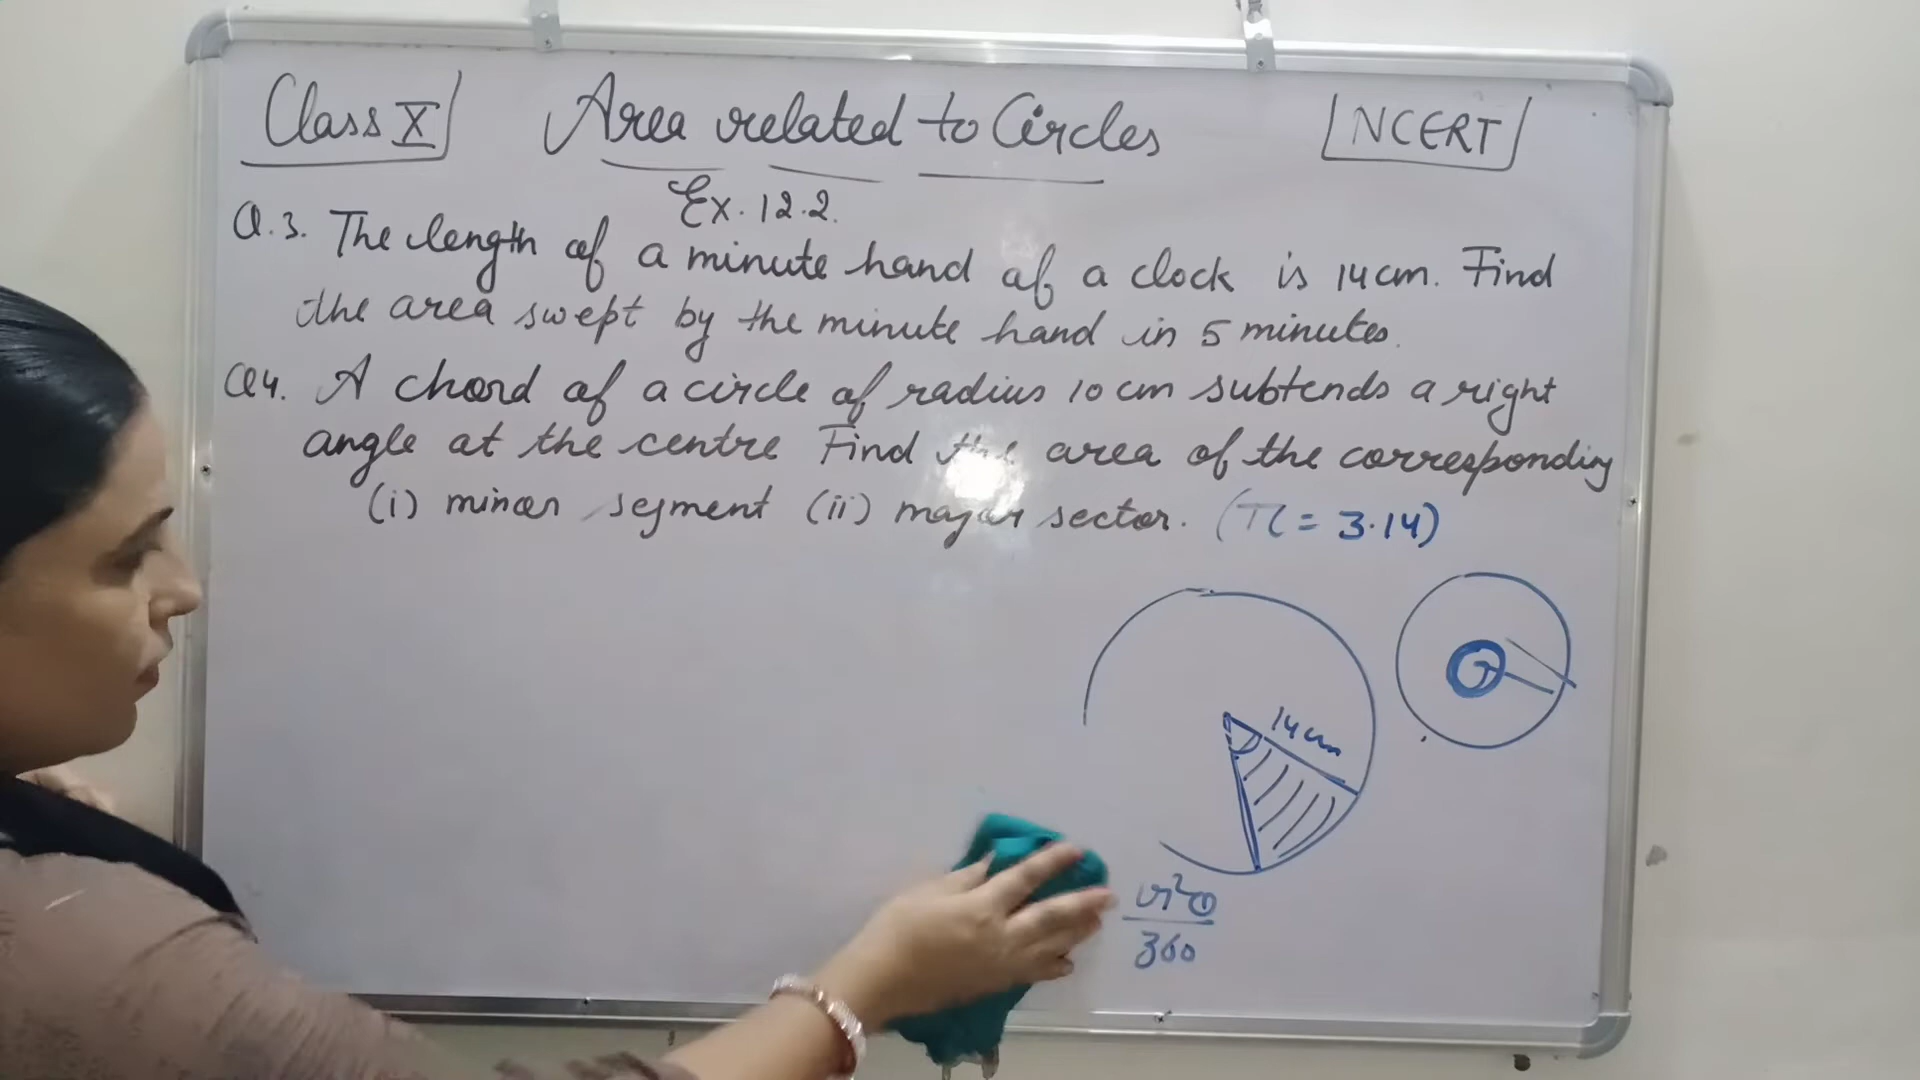 Class X Area related to Circles NCERT
Ex. 12.2.
Q.3. The length of a minute hand of a clock is 14cm. Find
the area swept by the minute hand in 5 minutes.
Q4. A chord of a circle of radius 10 cm subtends a right
angle at the centre Find the area of the corresponding
(i) minor segment (ii) major sector. (π = 3.14)
14cm
r²θ
360